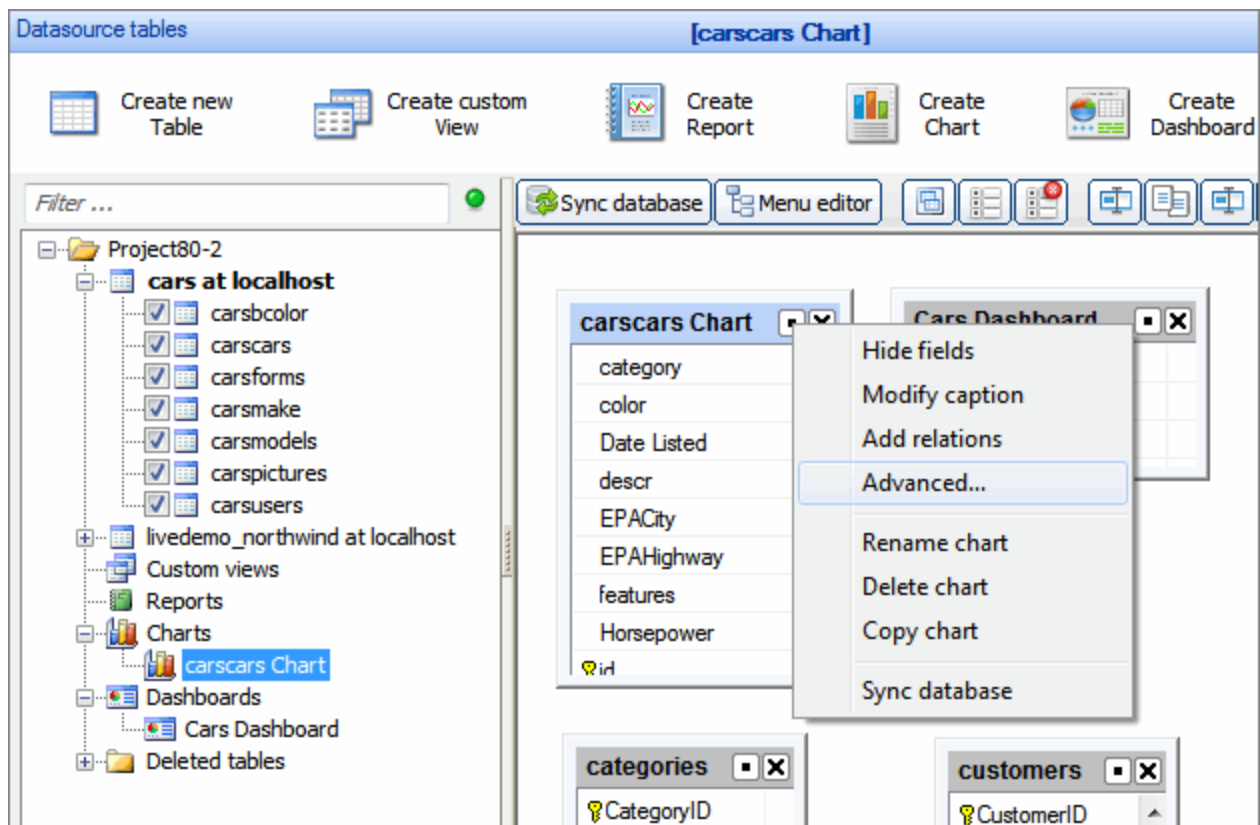 Datasource tables
[carscars Chart]
Create new
Table
Create custom
View
Create
Report
Create
Chart
Create
Dashboard
Filter ...
Sync database
Menu editor
Project80-2
cars at localhost
carsbcolor
carscars
carsforms
carsmake
carsmodels
carspictures
carsusers
livedemo_northwind at localhost
Custom views
Reports
Charts
carscars Chart
Dashboards
Cars Dashboard
Deleted tables
carscars Chart
category
color
Date Listed
descr
EPACity
EPAHighway
features
Horsepower
id
Cars Dashboard
Hide fields
Modify caption
Add relations
Advanced...
Rename chart
Delete chart
Copy chart
Sync database
categories
CategoryID
customers
CustomerID